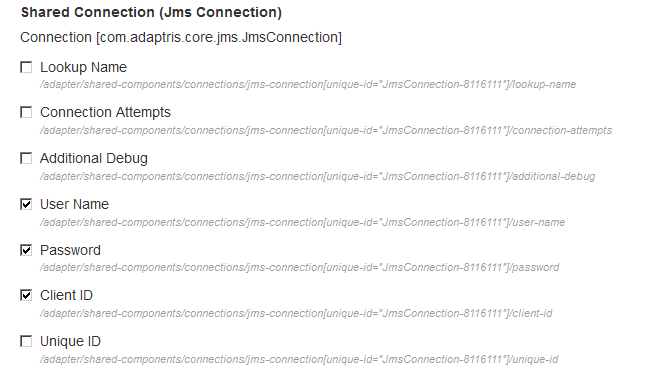 Shared Connection (Jms Connection)
Connection [com.adaptris.core.jms.JmsConnection]
Lookup Name
/adapter/shared-components/connections/jms-connection[unique-id="JmsConnection-8116111"]/lookup-name
Connection Attempts
/adapter/shared-components/connections/jms-connection[unique-id="JmsConnection-8116111"]/connection-attempts
Additional Debug
/adapter/shared-components/connections/jms-connection[unique-id="JmsConnection-8116111"]/additional-debug
User Name
/adapter/shared-components/connections/jms-connection[unique-id="JmsConnection-8116111"]/user-name
Password
/adapter/shared-components/connections/jms-connection[unique-id="JmsConnection-8116111"]/password
Client ID
/adapter/shared-components/connections/jms-connection[unique-id="JmsConnection-8116111"]/client-id
Unique ID
/adapter/shared-components/connections/jms-connection[unique-id="JmsConnection-8116111"]/unique-id